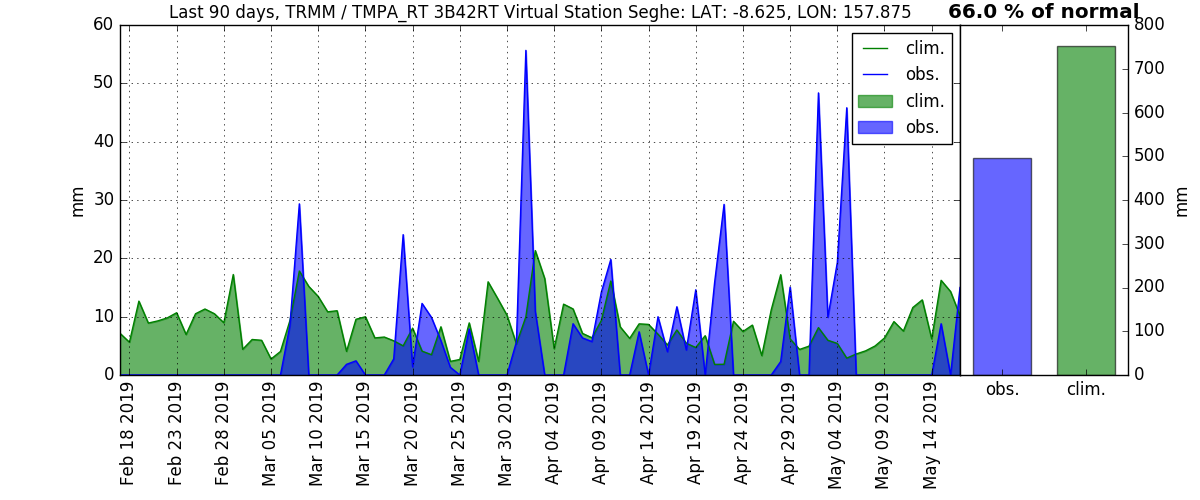 Last 90 days, TRMM / TMPA_RT 3B42RT Virtual Station Seghe: LAT: -8.625, LON: 157.875
66.0 % of normal
60
50
40
30
20
10
0
mm
clim.
obs.
clim.
obs.
800
700
600
500
400
300
200
100
0
mm
Feb 18 2019
Feb 23 2019
Feb 28 2019
Mar 05 2019
Mar 10 2019
Mar 15 2019
Mar 20 2019
Mar 25 2019
Mar 30 2019
Apr 04 2019
Apr 09 2019
Apr 14 2019
Apr 19 2019
Apr 24 2019
Apr 29 2019
May 04 2019
May 09 2019
May 14 2019
obs.
clim.